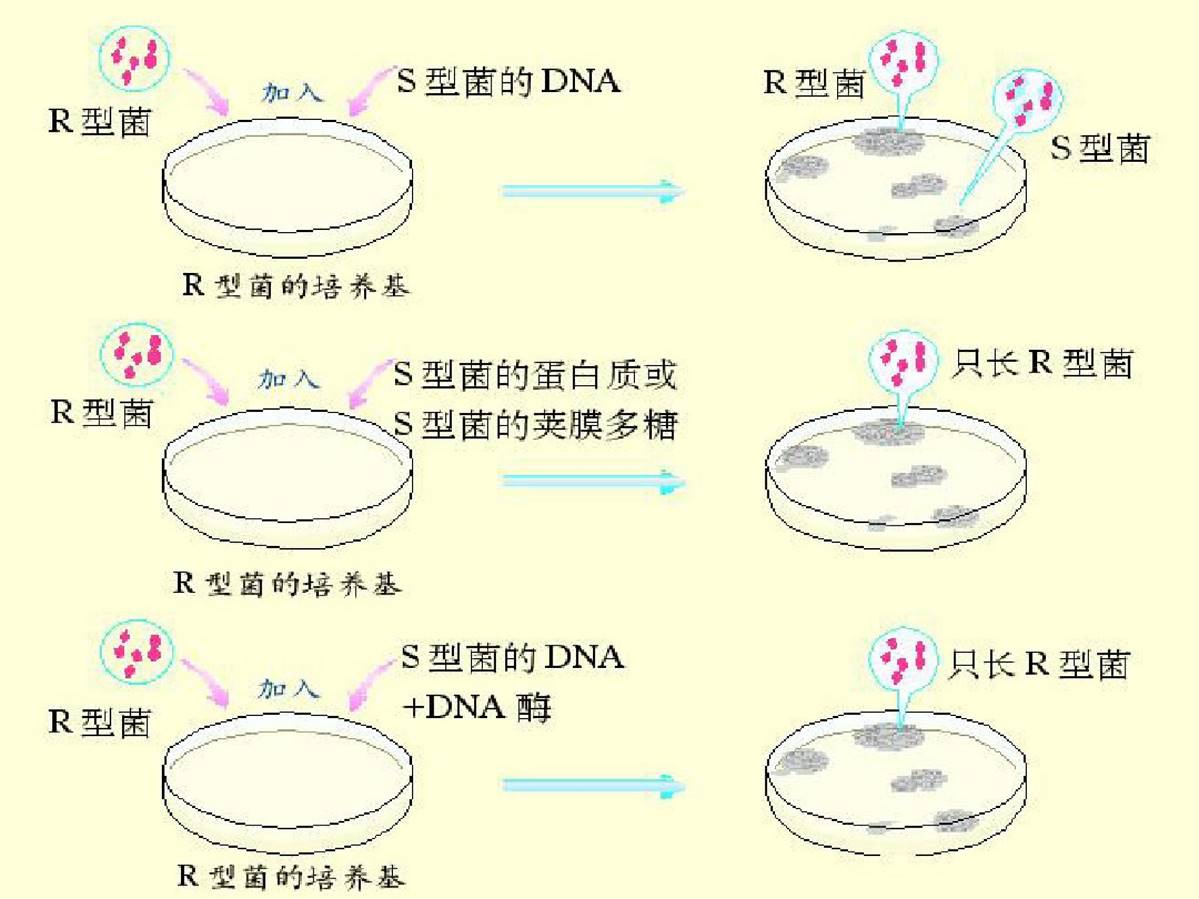 R型菌
加入
S型菌的DNA
R型菌的培养基
R型菌
S型菌
R型菌
加入
S型菌的蛋白质或
S型菌的荚膜多糖
R型菌的培养基
只长R型菌
R型菌
加入
S型菌的DNA
+DNA酶
R型菌的培养基
只长R型菌